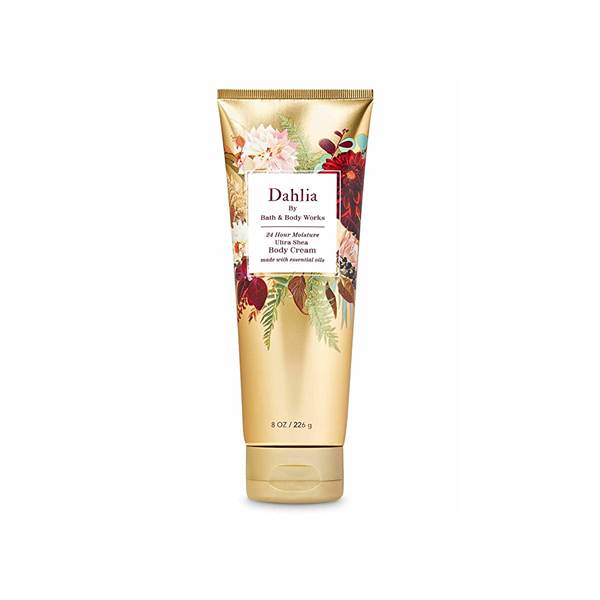 Dahlia
By
Bath & Body Works
24 Hour Moisture
Ultra Shea
Body Cream
made with essential oils
8 OZ / 226 g